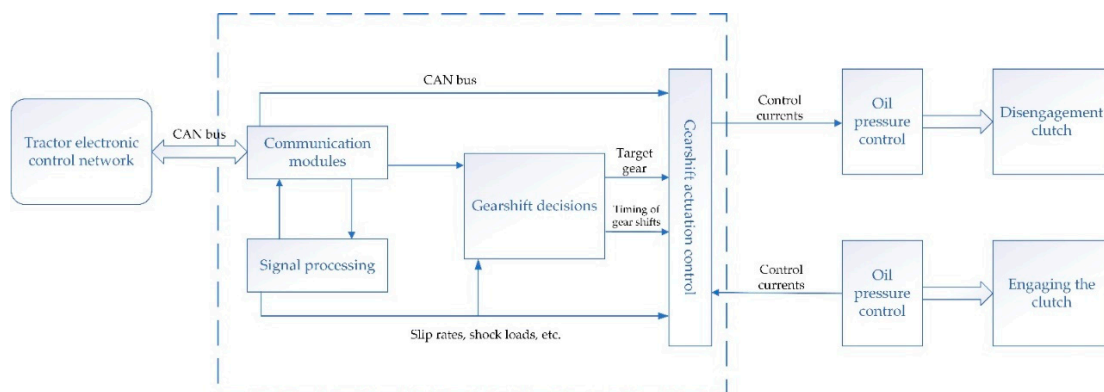 CAN bus
Tractor electronic
control network
CAN bus
Communication
modules
Signal processing
Gearshift decisions
Target
gear
Timing of
gear shifts
Slip rates, shock loads, etc.
Gearshift actuation control
Control
currents
Oil
pressure
control
Disengagement
clutch
Control
currents
Oil
pressure
control
Engaging the
clutch